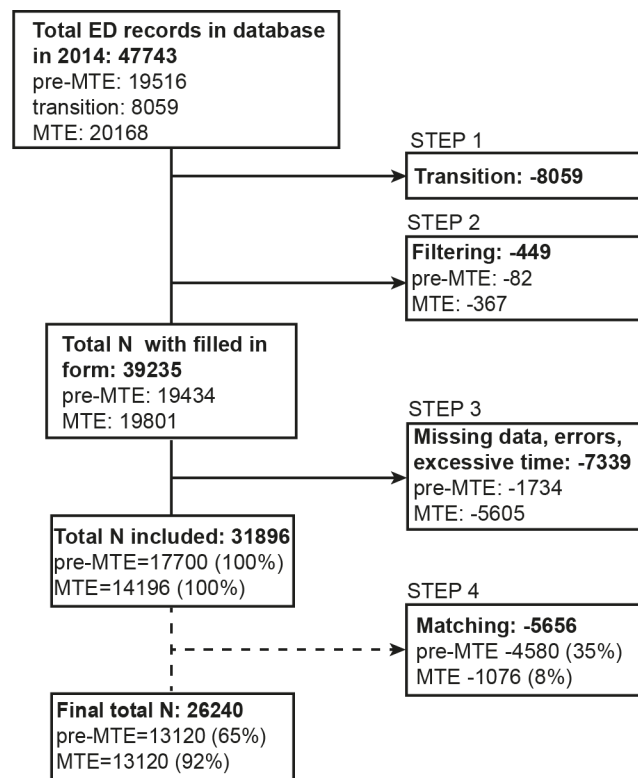 Total ED records in database
in 2014: 47743
pre-MTE: 19516
transition: 8059
MTE: 20168
STEP 1
Transition: -8059
STEP 2
Filtering: -449
pre-MTE: -82
MTE: -367
Total N with filled in
form: 39235
pre-MTE: 19434
MTE: 19801
STEP 3
Missing data, errors,
excessive time: -7339
pre-MTE: -1734
MTE: -5605
Total N included: 31896
pre-MTE=17700 (100%)
MTE=14196 (100%)
STEP 4
Matching: -5656
pre-MTE -4580 (35%)
MTE -1076 (8%)
Final total N: 26240
pre-MTE=13120 (65%)
MTE=13120 (92%)